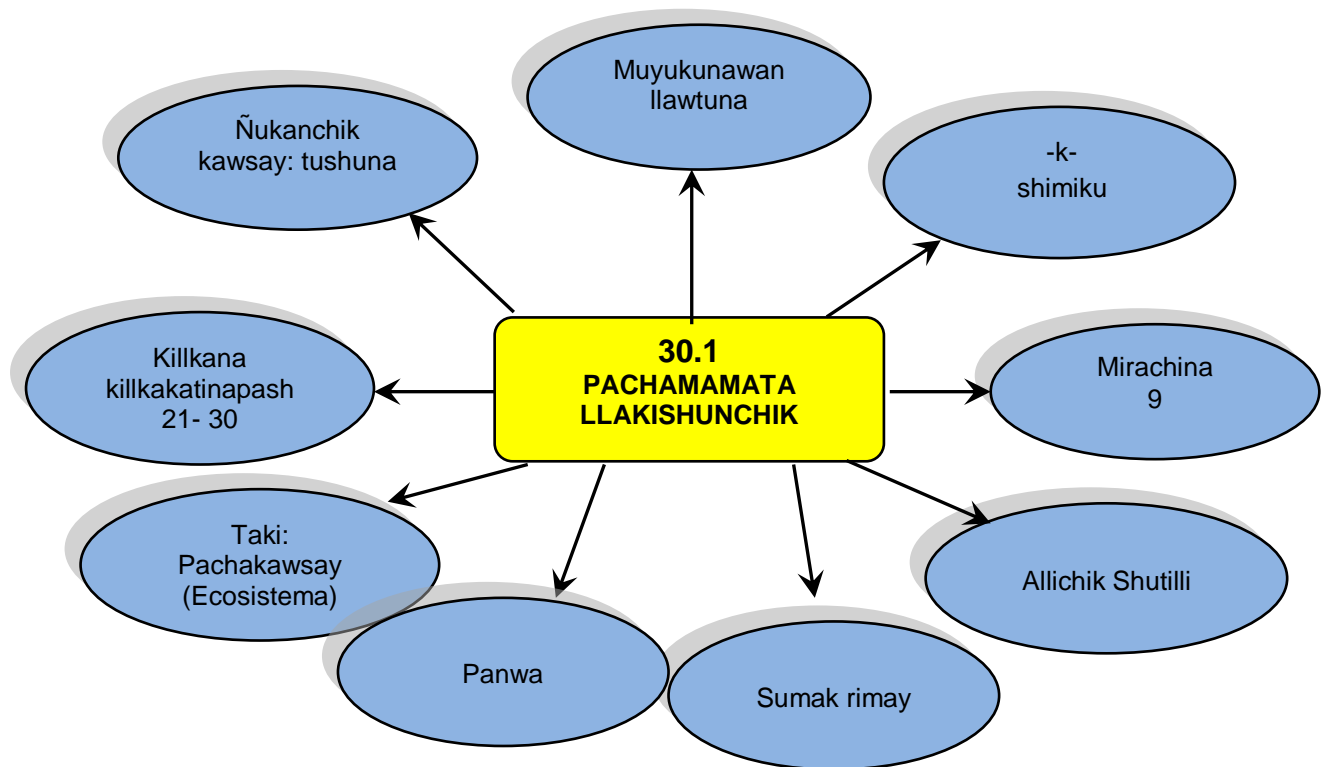 Muyukunawan
llawtuna
Ñukanchik
kawsay: tushuna
-k-
shimiku
30.1
PACHAMAMATA
LLAKISHUNCHIK
Killkana
killkakatinapash
21- 30
Mirachina
9
Taki:
Pachakawsay
(Ecosistema)
Allichik Shutilli
Panwa
Sumak rimay